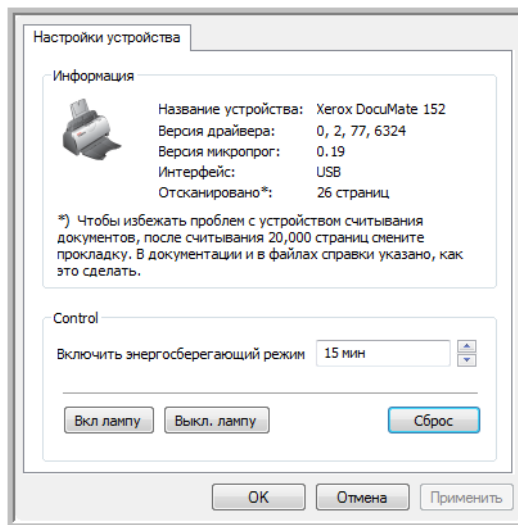 Настройки устройства
Информация
Название устройства: Xerox DocuMate 152
Версия драйвера: 0, 2, 77, 6324
Версия микропрог: 0.19
Интерфейс: USB
Отсканировано*: 26 страниц
*) Чтобы избежать проблем с устройством считывания
документов, после считывания 20,000 страниц смените
прокладку. В документации и в файлах справки указано, как
это сделать.
Control
Включить энергосберегающий режим 15 мин
Вкл лампу Выкл. лампу Сброс
OK Отмена Применить